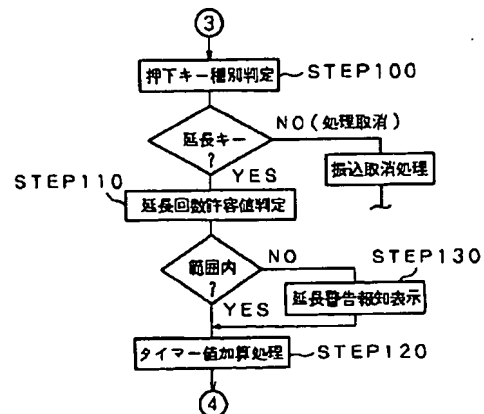 3
押下キー種別判定
STEP100
延長キー
?
NO(処理取消)
振込取消処理
YES
STEP110
延長回数許容値判定
範囲内
?
NO
STEP130
延長警告報知表示
YES
タイマー値加算処理
STEP120
4